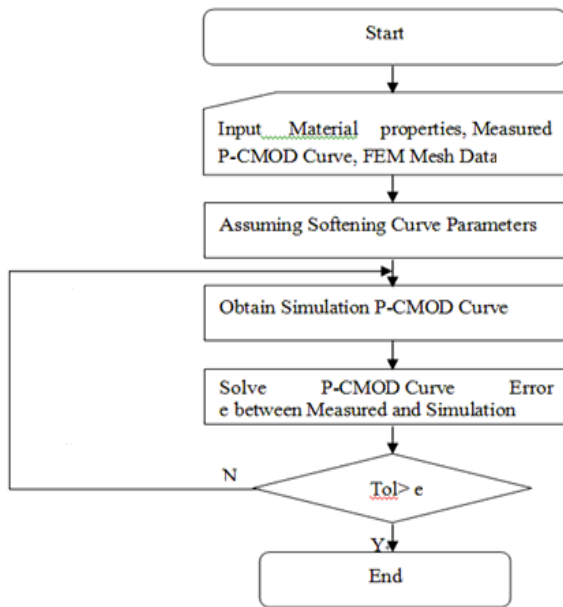 Start
Input Material properties, Measured
P-CMOD Curve, FEM Mesh Data
Assuming Softening Curve Parameters
Obtain Simulation P-CMOD Curve
Solve P-CMOD Curve Error
e between Measured and Simulation
N
Tol> e
Y
End